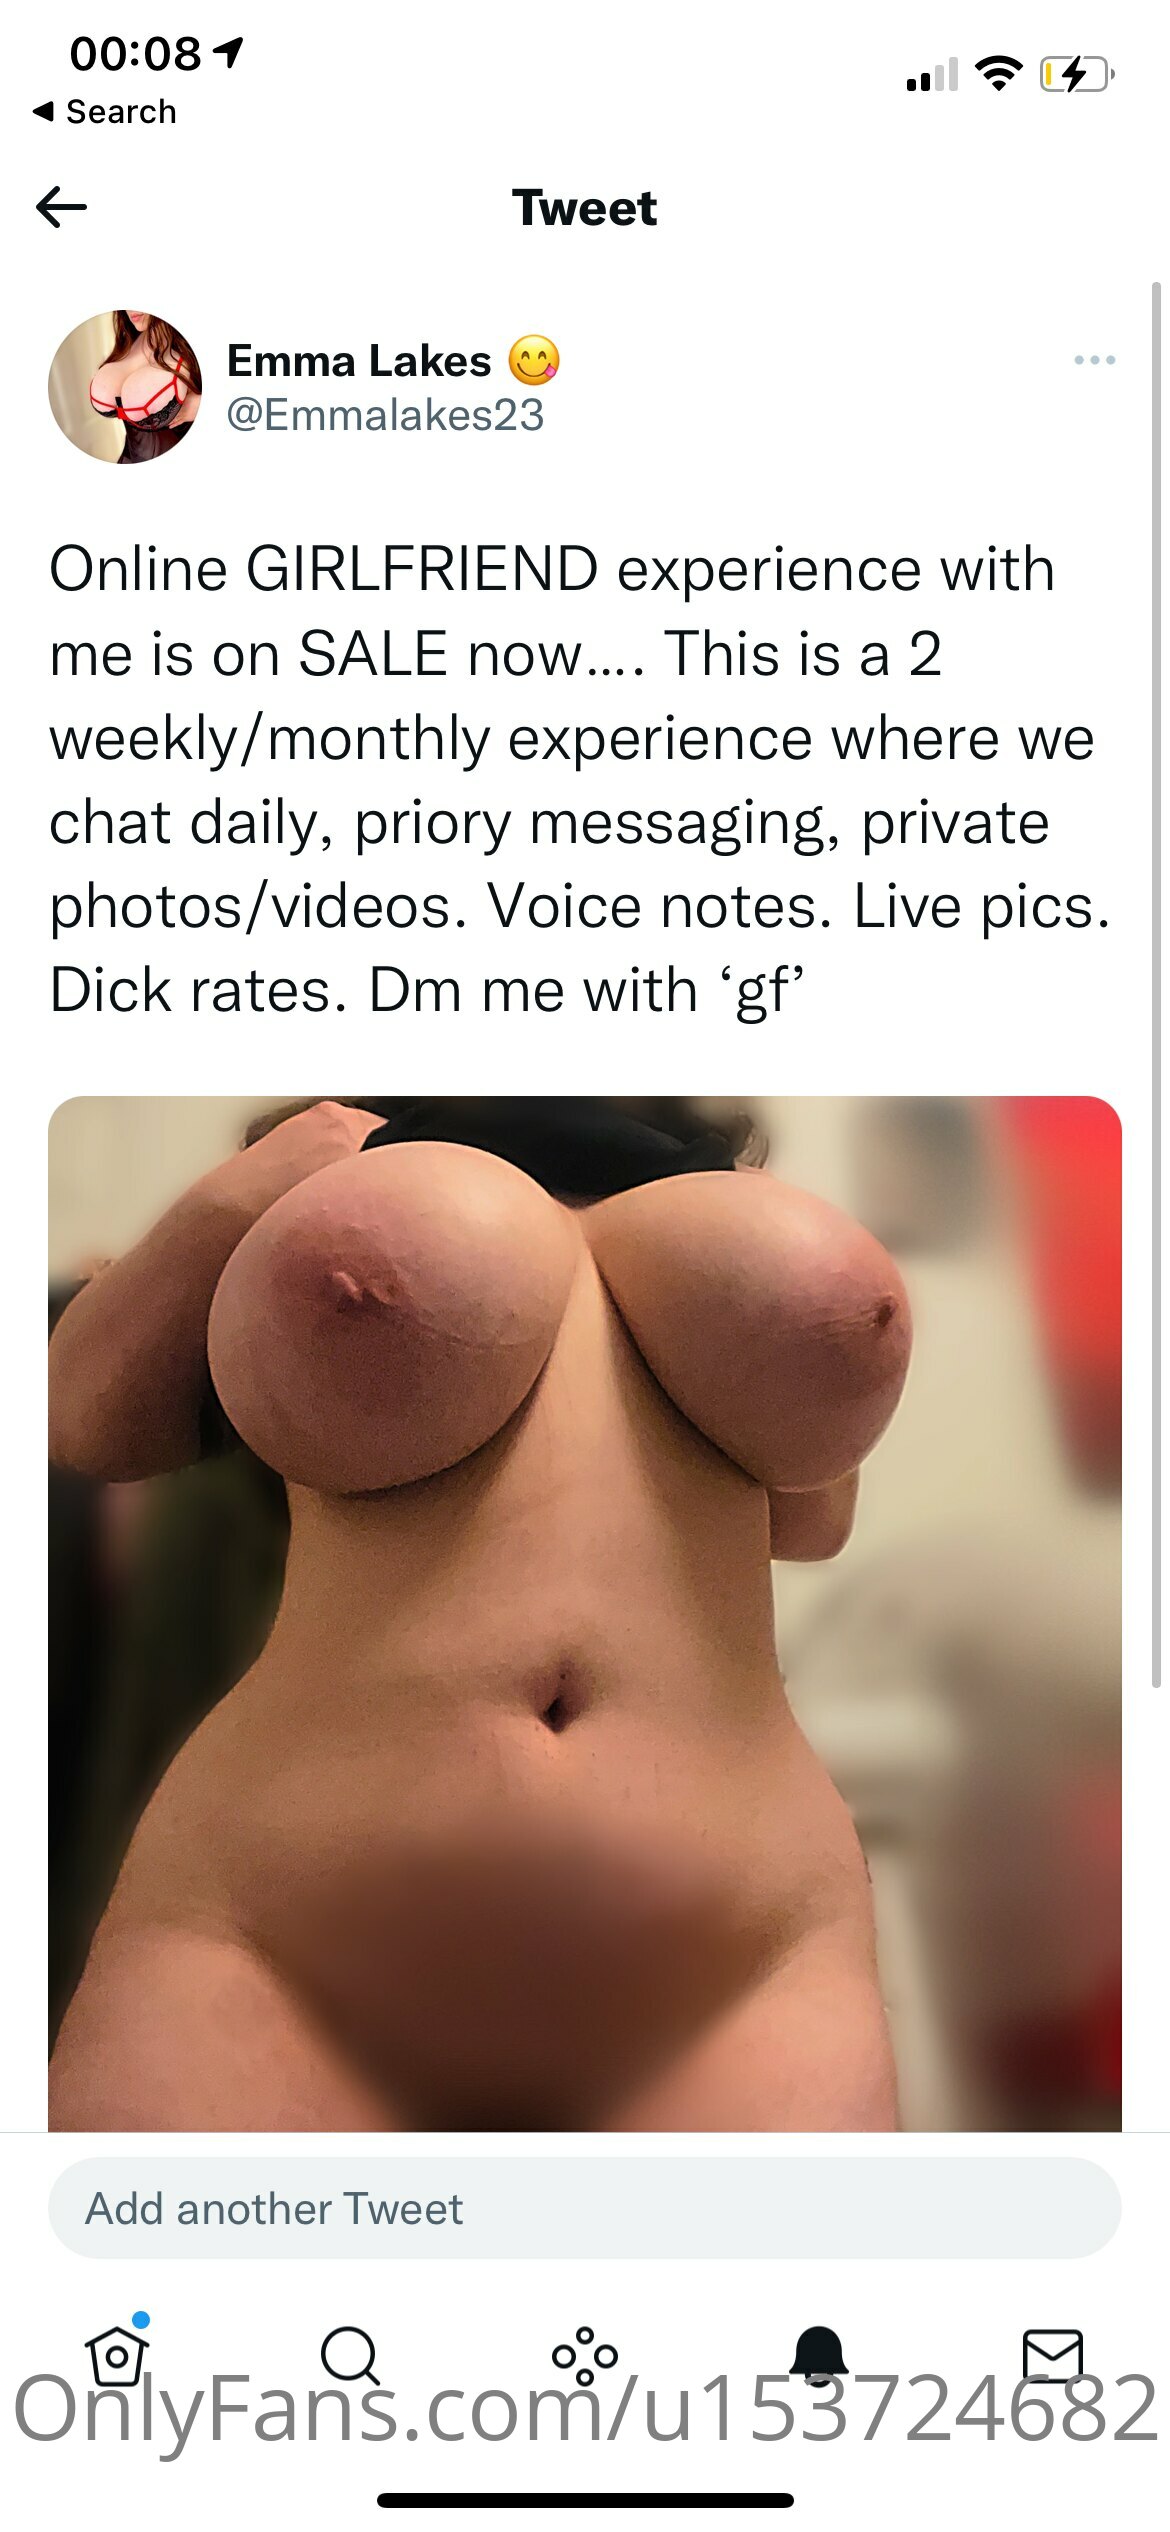 00:08
Search
Tweet
Emma Lakes 😋
@Emmalakes23
Online GIRLFRIEND experience with
me is on SALE now.... This is a 2
weekly/monthly experience where we
chat daily, priory messaging, private
photos/videos. Voice notes. Live pics.
Dick rates. Dm me with ‘gf’
Add another Tweet
OnlyFans.com/u153724682